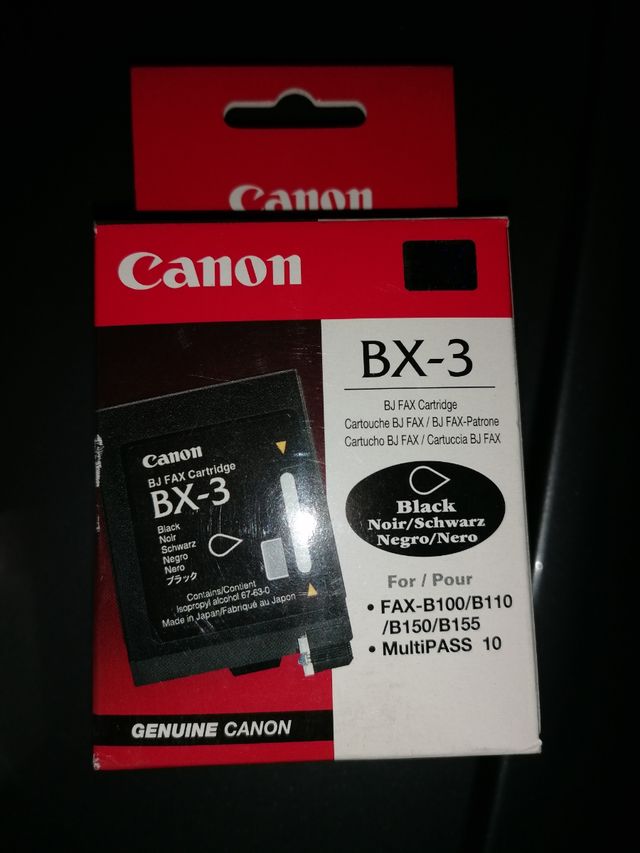 Canon
Canon
BX-3
BJ FAX Cartridge
Cartouche BJ FAX / BJ FAX-Patrone
Cartucho BJ FAX / Cartuccia BJ FAX
Black
Noir/Schwarz
Negro/Nero
For / Pour
• FAX-B100/B110
/B150/B155
• MultiPASS 10
Canon
BJ FAX Cartridge
BX-3
Black
Noir
Schwarz
Negro
Nero
ブラック
Contains/Contient
Isopropyl alcohol 67-63-0
Made in Japan/Fabriqué au Japon
GENUINE CANON